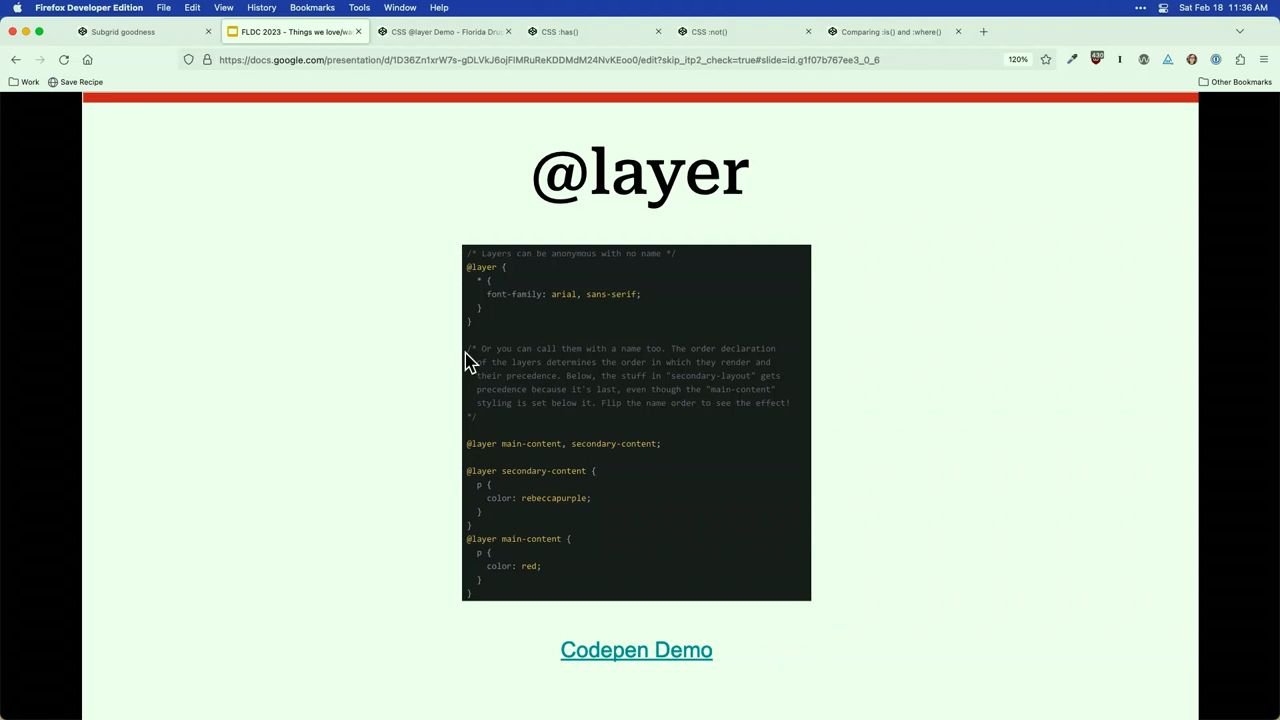 Firefox Developer Edition File Edit View History Bookmarks Tools Window Help Sat Feb 18 11:36 AM
Subgrid goodness FLDC 2023 - Things we love/wa CSS @layer Demo - Florida Dru CSS :has() CSS :not() Comparing :is() and :where()
https://docs.google.com/presentation/d/1D36Zn1xrW7s-gDLVkJ6ojFIMRuReKDDMdM24NvKEoo0/edit?skip_itp2_check=true#slide=id.g1f07b767ee3_0_6 120% 430
Work Save Recipe Other Bookmarks
@layer
/* Layers can be anonymous with no name */
@layer {
* {
font-family: arial, sans-serif;
}
}
/* Or you can call them with a name too. The order declaration
of the layers determines the order in which they render and
their precedence. Below, the stuff in "secondary-layout" gets
precedence because it's last, even though the "main-content"
styling is set below it. Flip the name order to see the effect!
*/
@layer main-content, secondary-content;
@layer secondary-content {
p {
color: rebeccapurple;
}
}
@layer main-content {
p {
color: red;
}
}
Codepen Demo